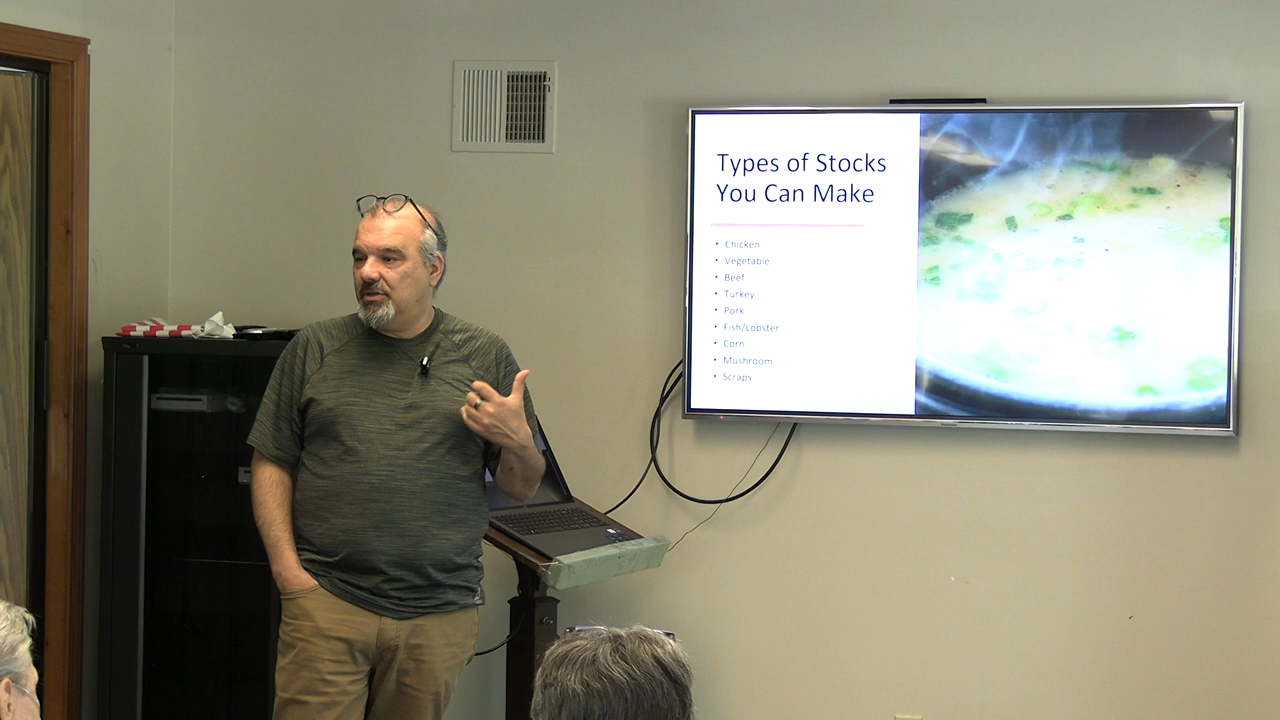 Types of Stocks
You Can Make
• Chicken
• Vegetable
• Beef
• Turkey
• Pork
• Fish/Lobster
• Corn
• Mushroom
• Scraps